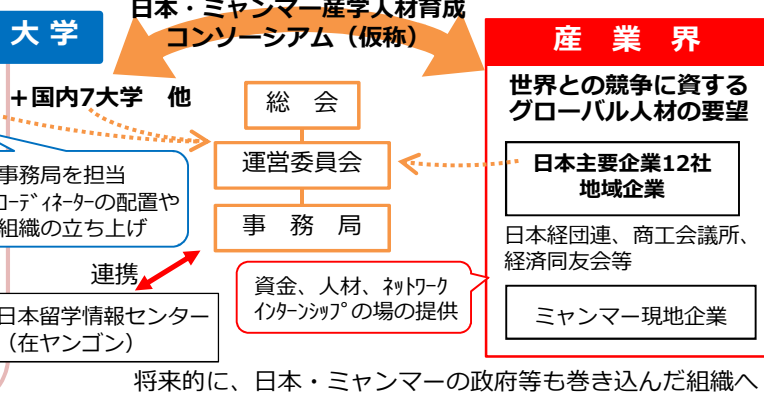 日本・ミャンマー産学人材育成
コンソーシアム（仮称）
大学
＋国内7大学　他
事務局を担当
コーディネーターの配置や
組織の立ち上げ
連携
日本留学情報センター
（在ヤンゴン）
総　会
運営委員会
事　務　局
資金、人材、ネットワーク
インターンシップの場の提供
産　業　界
世界との競争に資する
グローバル人材の要望
日本主要企業12社
地域企業
日本経団連、商工会議所、
経済同友会等
ミャンマー現地企業
将来的に、日本・ミャンマーの政府等も巻き込んだ組織へ